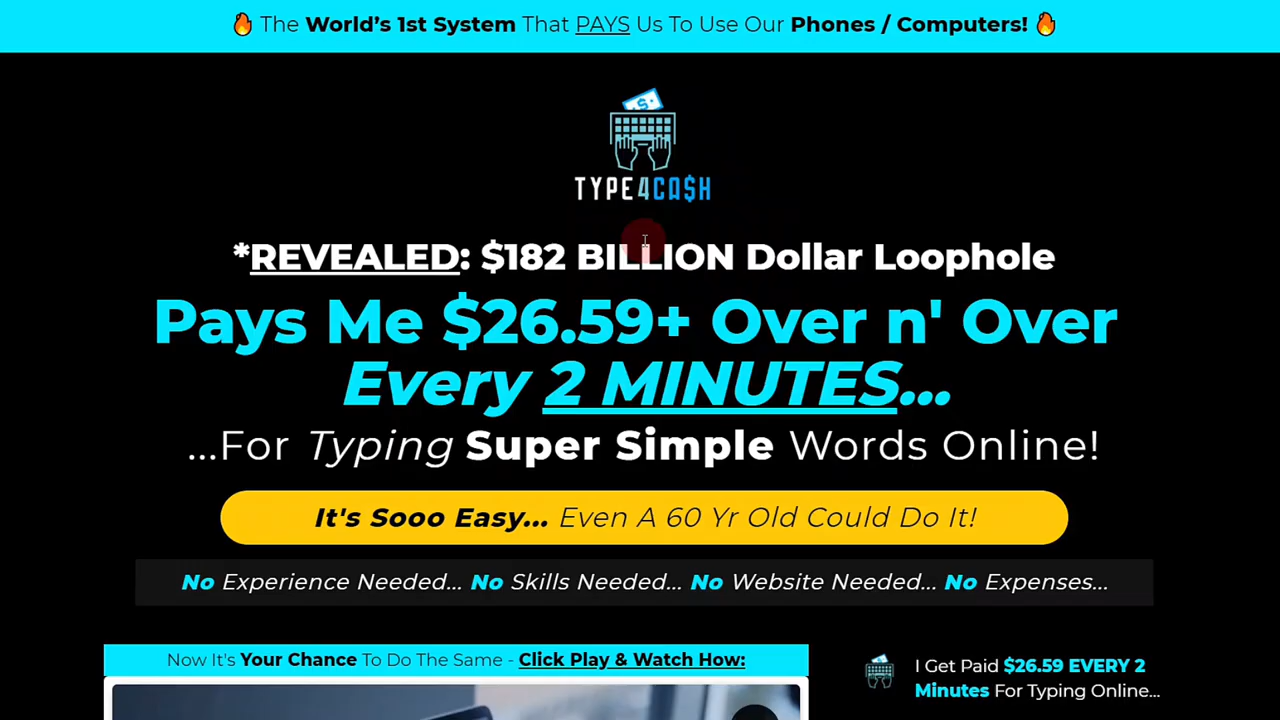 🔥 The World’s 1st System That PAYS Us To Use Our Phones / Computers! 🔥
TYPE4CA$H
*REVEALED: $182 BILLION Dollar Loophole
Pays Me $26.59+ Over n' Over
Every 2 MINUTES...
...For Typing Super Simple Words Online!
It's Sooo Easy... Even A 60 Yr Old Could Do It!
No Experience Needed... No Skills Needed... No Website Needed... No Expenses...
Now It's Your Chance To Do The Same - Click Play & Watch How:
I Get Paid $26.59 EVERY 2
Minutes For Typing Online...